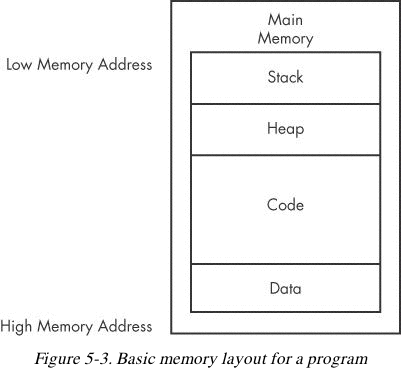 Main
Memory
Low Memory Address
Stack
Heap
Code
Data
High Memory Address
Figure 5-3. Basic memory layout for a program